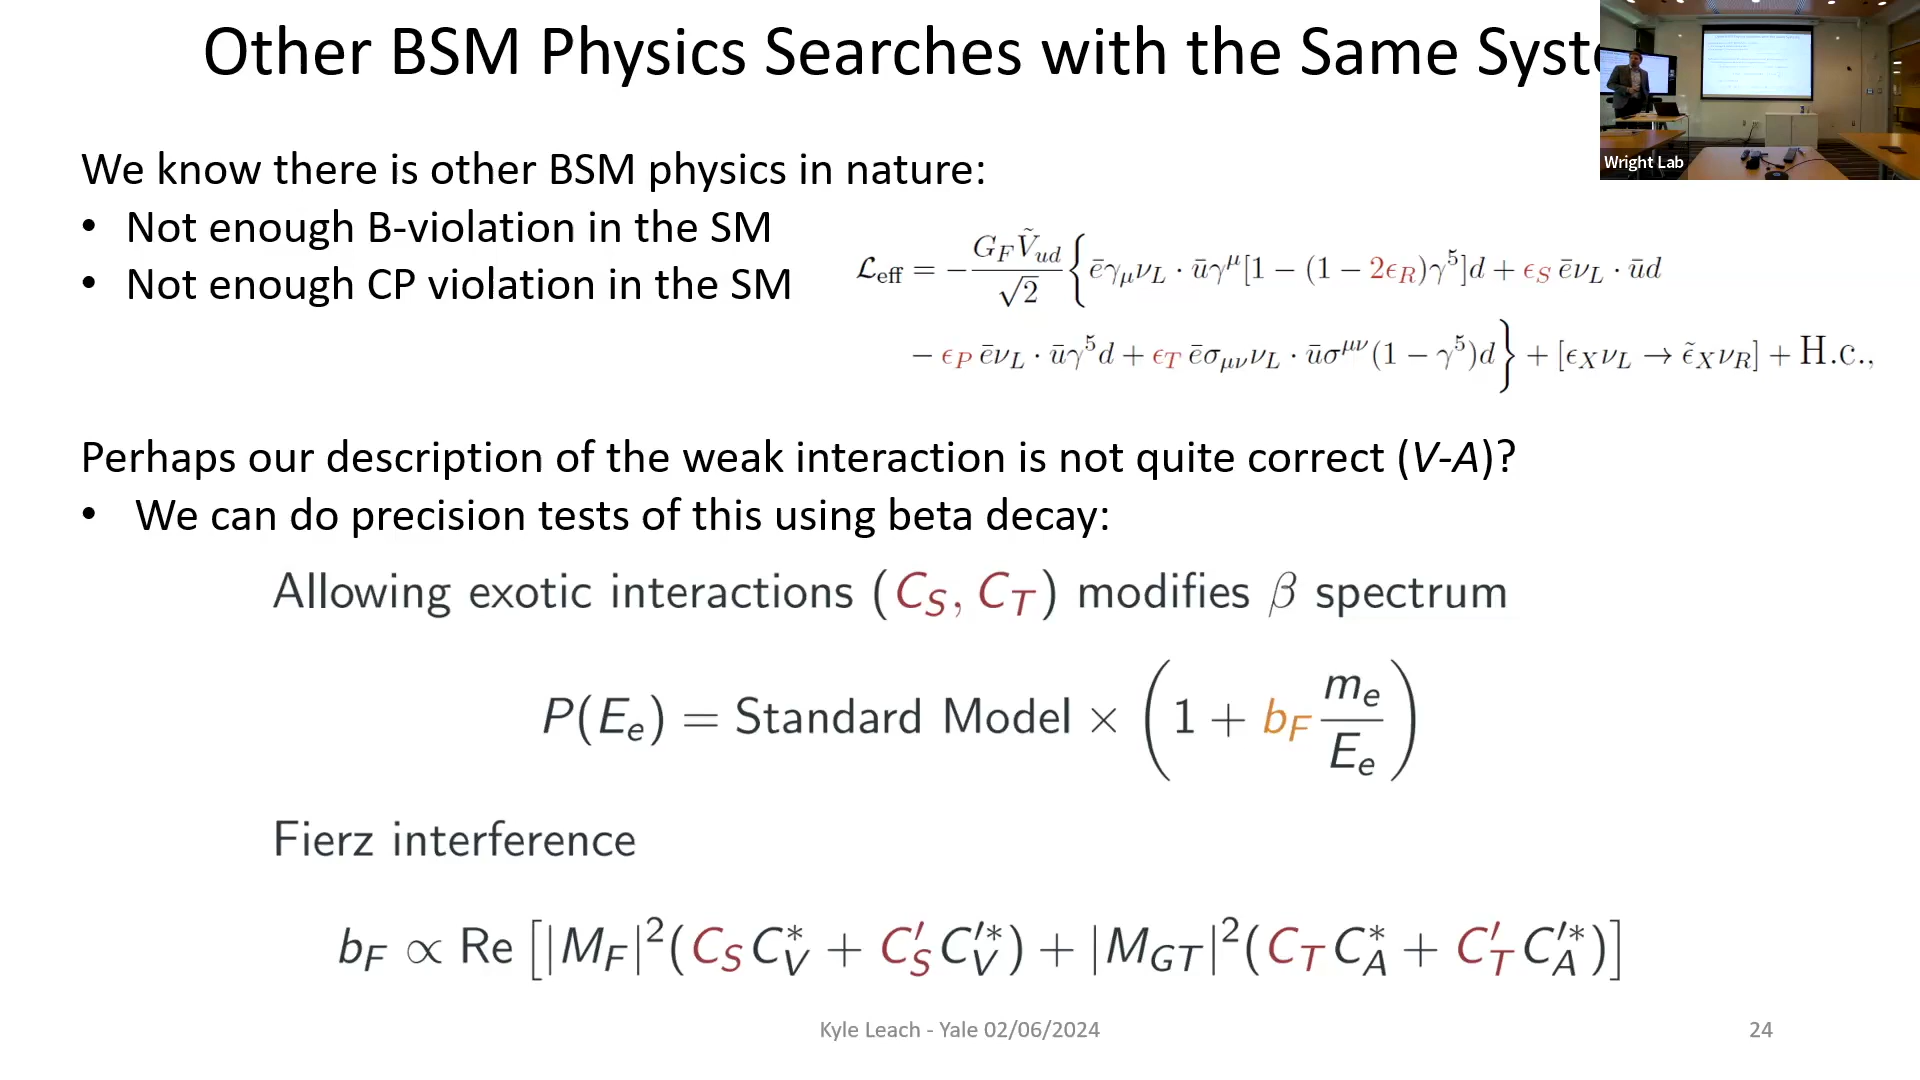 Other BSM Physics Searches with the Same Syst
Wright Lab
We know there is other BSM physics in nature:
• Not enough B-violation in the SM
• Not enough CP violation in the SM
$\mathcal{L}_{\text{eff}} = -\frac{G_F \tilde{V}_{ud}}{\sqrt{2}} \Big\{ \bar{e}\gamma_\mu \nu_L \cdot \bar{u}\gamma^\mu [1 - (1 - 2\epsilon_R)\gamma^5]d + \epsilon_S\, \bar{e}\nu_L \cdot \bar{u}d$
$- \epsilon_P\, \bar{e}\nu_L \cdot \bar{u}\gamma^5 d + \epsilon_T\, \bar{e}\sigma_{\mu\nu}\nu_L \cdot \bar{u}\sigma^{\mu\nu}(1 - \gamma^5)d \Big\} + [\epsilon_X \nu_L \to \tilde{\epsilon}_X \nu_R] + \text{H.c.},$
Perhaps our description of the weak interaction is not quite correct (V-A)?
• We can do precision tests of this using beta decay:
Allowing exotic interactions ($C_S$, $C_T$) modifies β spectrum
$P(E_e) = \text{Standard Model} \times \left(1 + b_F \frac{m_e}{E_e}\right)$
Fierz interference
$b_F \propto \text{Re}\left[|M_F|^2(C_S C_V^* + C_S' C_V'^*) + |M_{GT}|^2(C_T C_A^* + C_T' C_A'^*)\right]$
Kyle Leach - Yale 02/06/2024
24